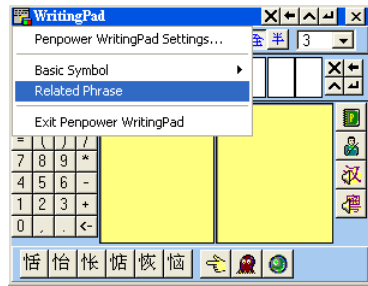 WritingPad
Penpower WritingPad Settings...
全 半 3
Basic Symbol
Related Phrase
Exit Penpower WritingPad
= ( ) /
7 8 9 *
4 5 6 -
1 2 3 +
0 , . <-
汉
恬 怡 怅 惦 恢 恼